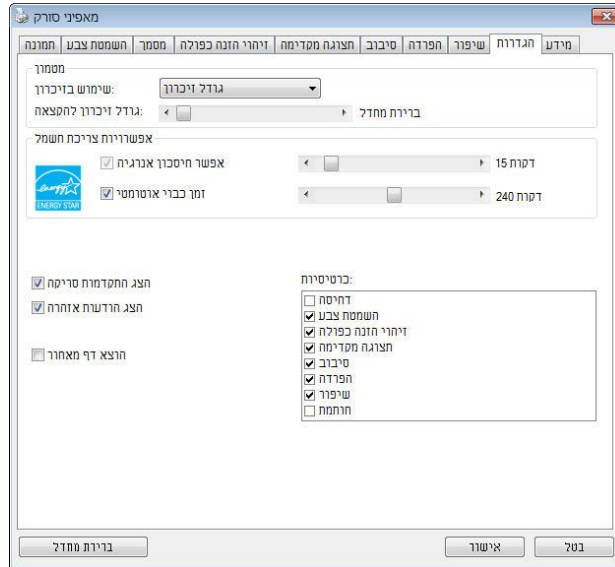 מאפיני סורק
תמונה
השמטת צבע
מסמך
זיהוי הזנה כפולה
תצוגה מקדימה
סיבוב
הפרדה
שיפור
הגדרות
מידע
מטמון
שימוש בזיכרון:
גודל זיכרון
גודל זיכרון להקצאה:
ברירת מחדל
אפשרויות צריכת חשמל
energy
ENERGY STAR
אפשר חיסכון אנרגיה
15 דקות
זמן כבוי אוטומטי
240 דקות
הצג התקדמות סריקה
הצג הודעות אזהרה
הוצא דף מאחור
כרטיסיות:
דחיסה
השמטת צבע
זיהוי הזנה כפולה
תצוגה מקדימה
סיבוב
הפרדה
שיפור
חותמת
ברירת מחדל
אישור
בטל